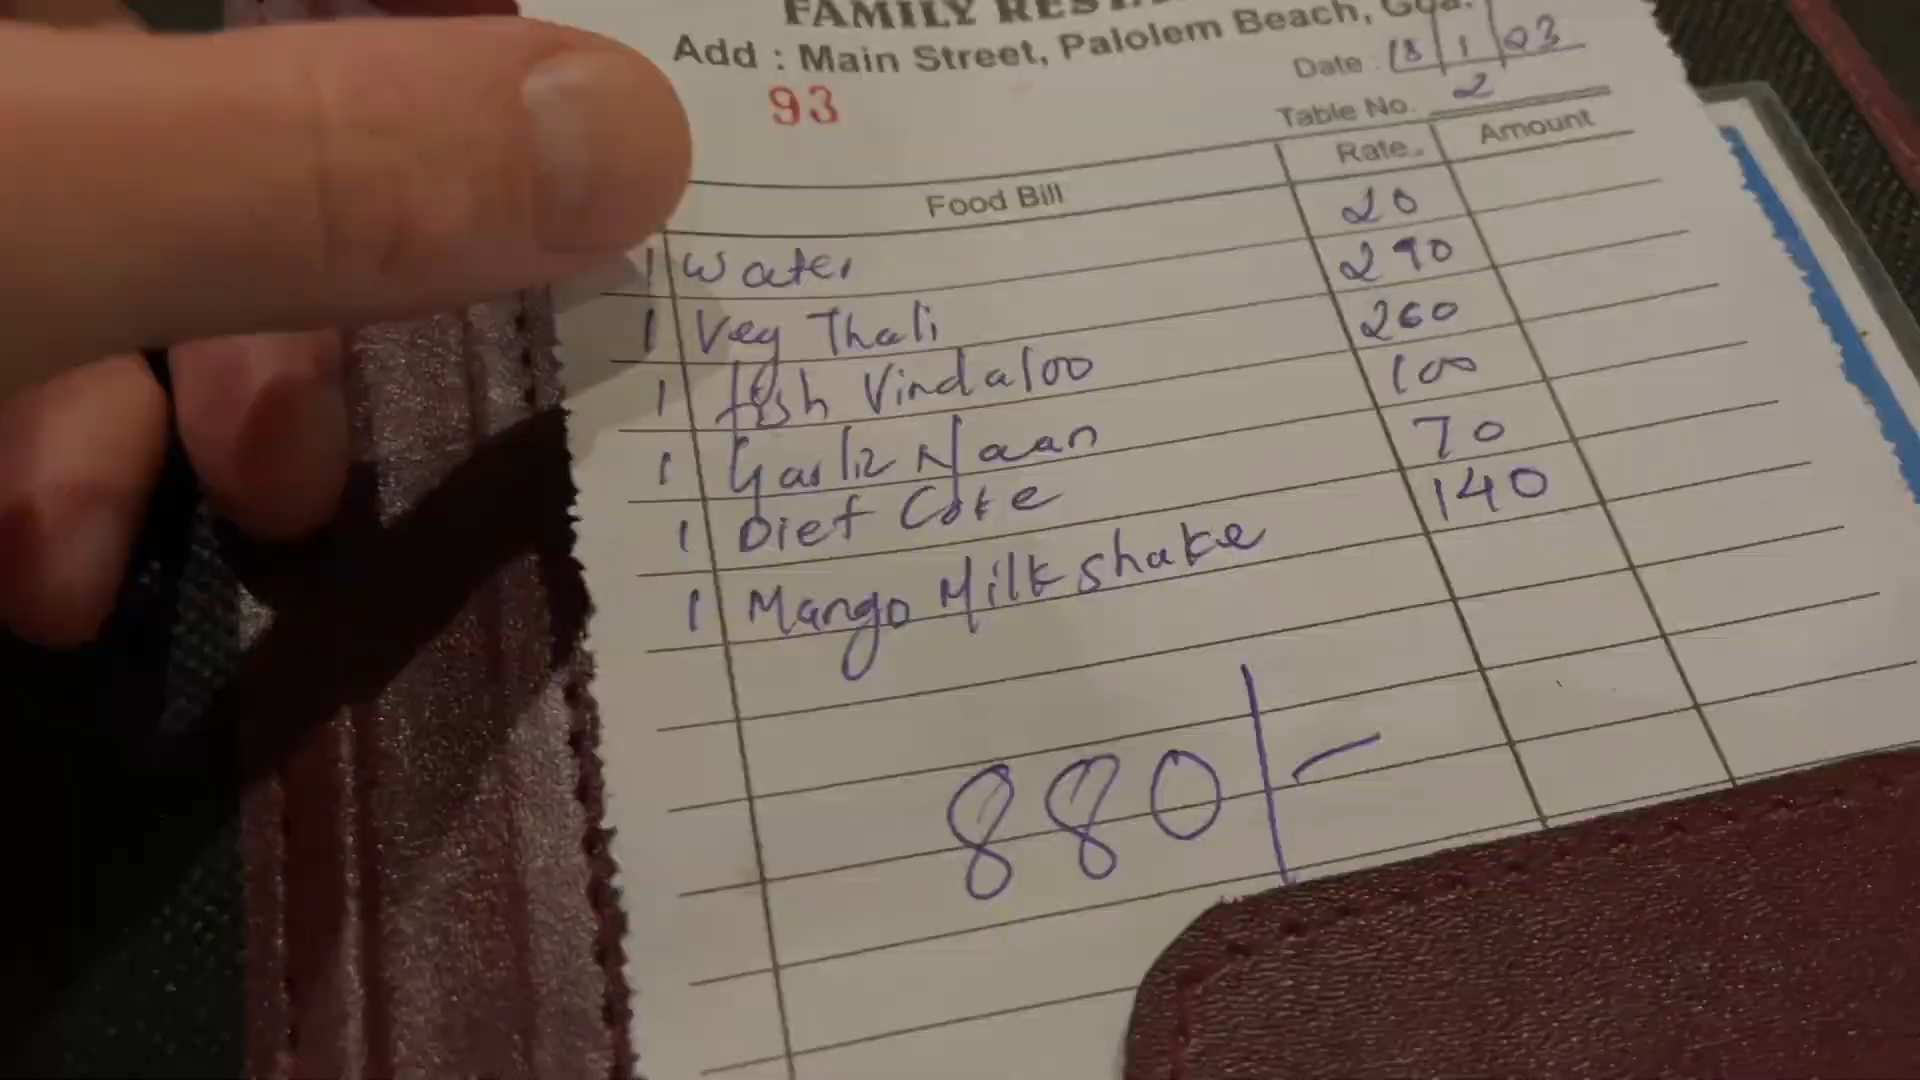 FAMILY
Add : Main Street, Palolem Beach, Goa.
93
Date : 18/1/23
Table No. 2
Food Bill Rate. Amount
1 Water 20
1 Veg Thali 290
1 fish Vindaloo 260
1 Garlic Naan 100
1 Diet Coke 70
1 Mango Milkshake 140
880/-